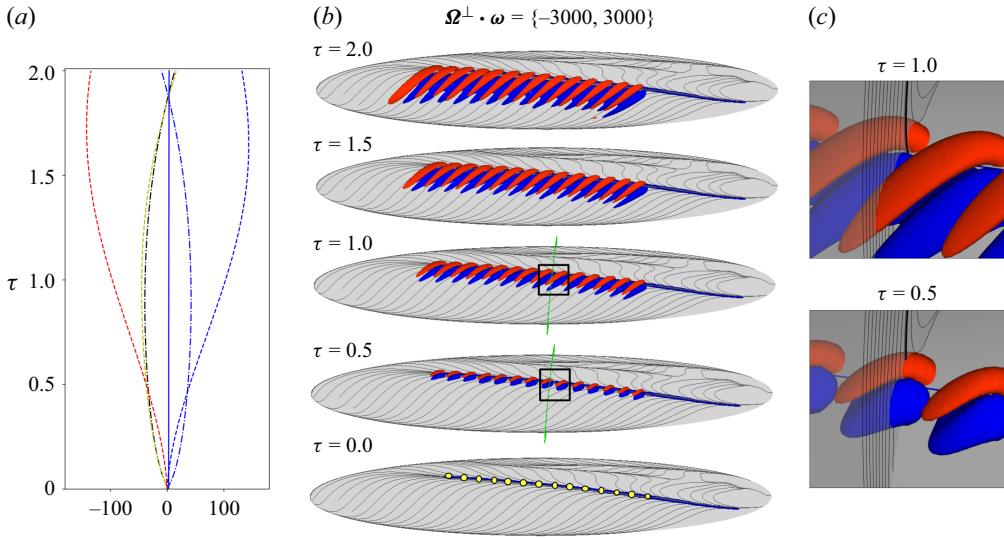 (a)
2.0
1.5
1.0
0.5
0
τ
–100
0
100
(b)
Ω⊥ · ω = {–3000, 3000}
τ = 2.0
τ = 1.5
τ = 1.0
τ = 0.5
τ = 0.0
(c)
τ = 1.0
τ = 0.5